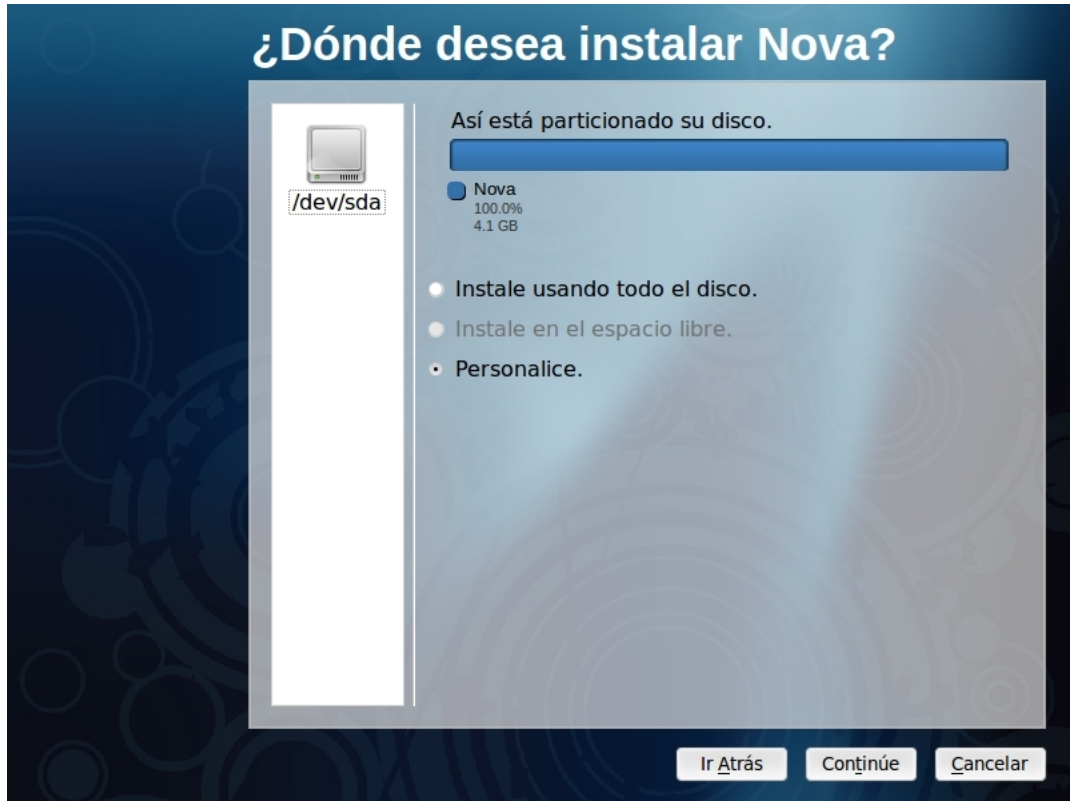 ¿Dónde desea instalar Nova?
/dev/sda
Así está particionado su disco.
Nova
100.0%
4.1 GB
Instale usando todo el disco.
Instale en el espacio libre.
Personalice.
Ir Atrás
Continúe
Cancelar